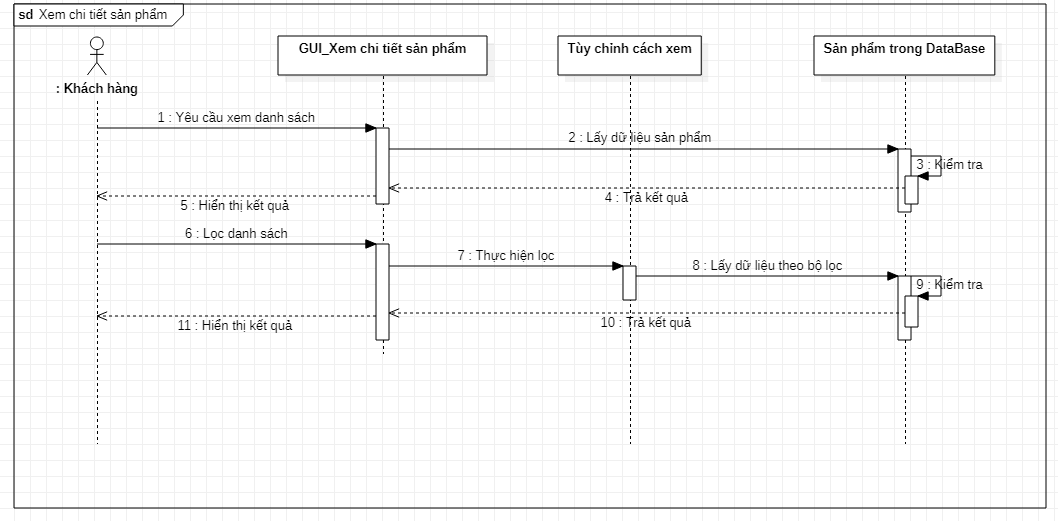 sd Xem chi tiết sản phẩm
: Khách hàng
GUI_Xem chi tiết sản phẩm
Tùy chỉnh cách xem
Sản phẩm trong DataBase
1 : Yêu cầu xem danh sách
2 : Lấy dữ liệu sản phẩm
3 : Kiểm tra
4 : Trả kết quả
5 : Hiển thị kết quả
6 : Lọc danh sách
7 : Thực hiện lọc
8 : Lấy dữ liệu theo bộ lọc
9 : Kiểm tra
10 : Trả kết quả
11 : Hiển thị kết quả